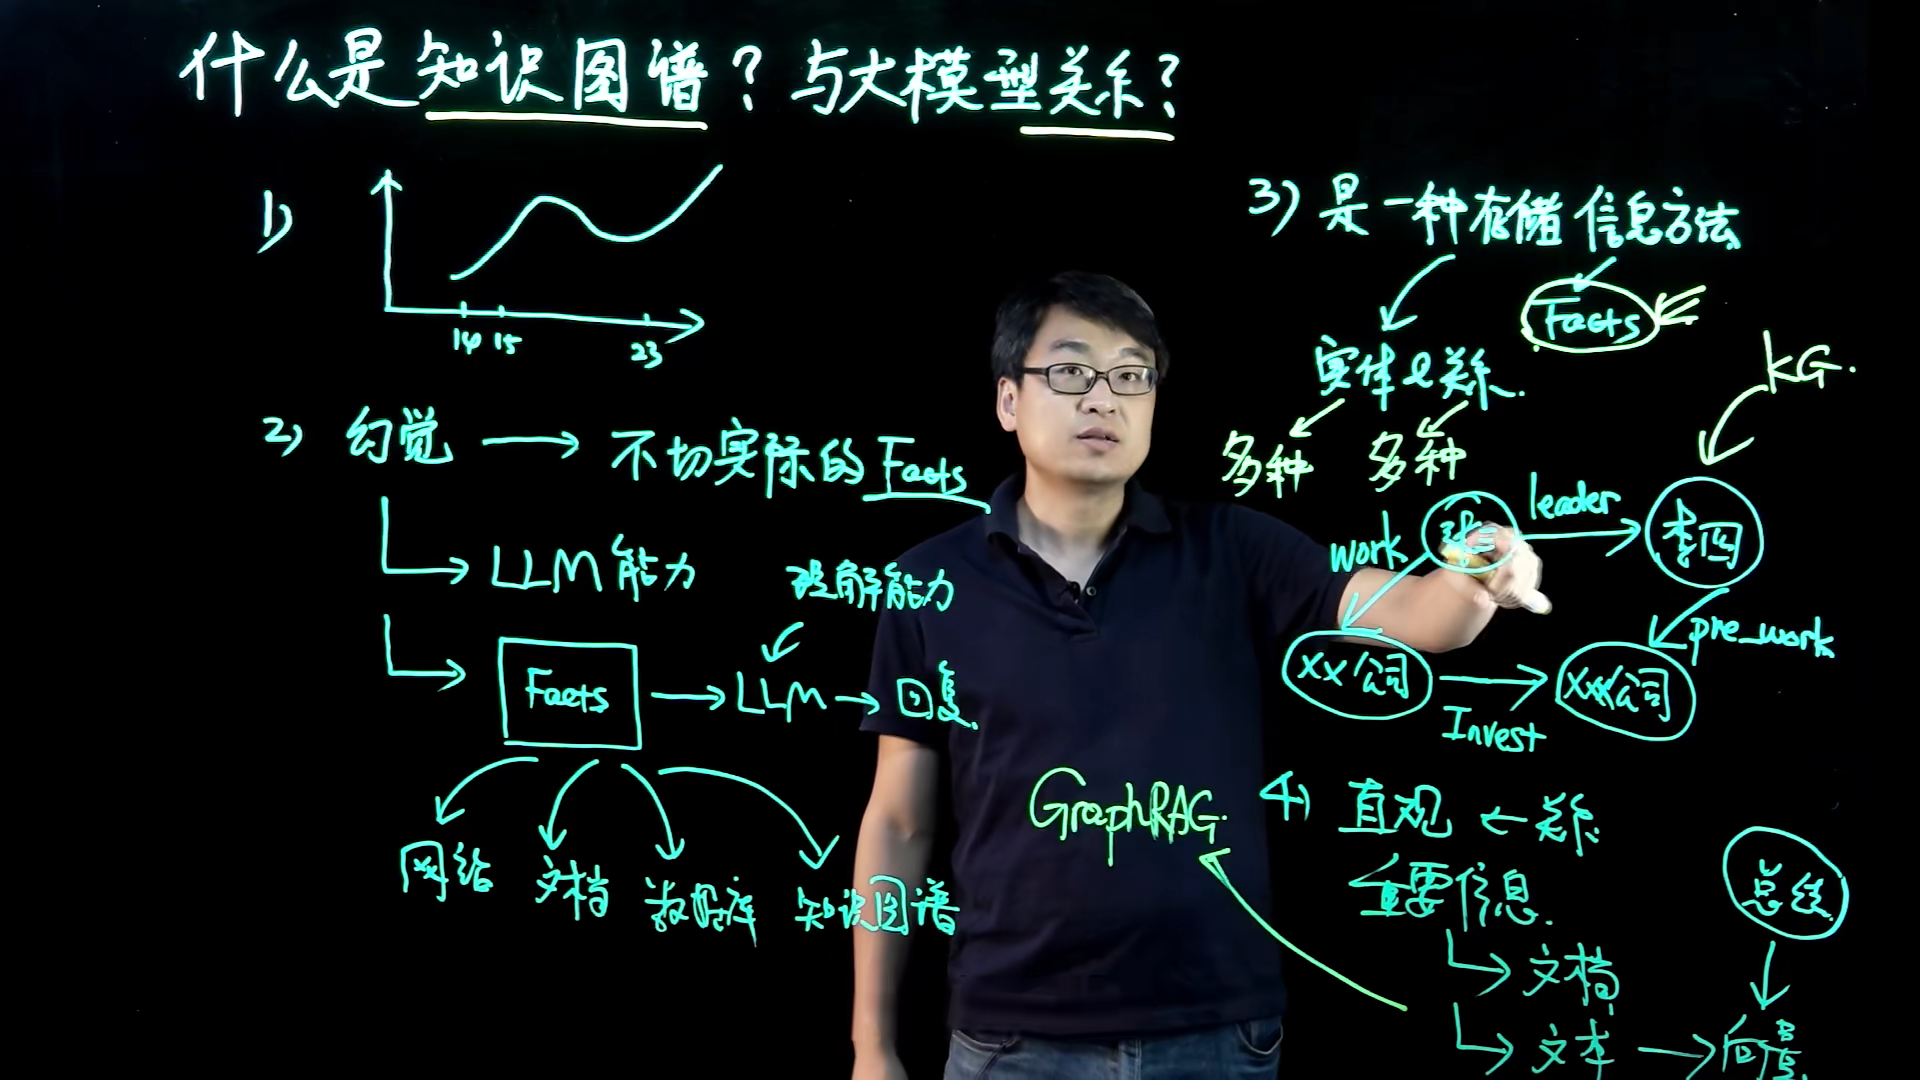 什么是知识图谱？与大模型关系？
1)
14 15 23
2) 幻觉 → 不切实际的 Facts
LLM能力
理解能力
Facts → LLM → 回复.
网络 文档 数据库 知识图谱
3) 是一种存储信息方法
Facts
KG.
实体 & 关系.
多种 多种
张三 leader 李四
work
pre_work
XX公司 Invest XXX公司
GraphRAG.
4) 直观 ← 关系.
重要信息.
总结
文档
文本 → 向量